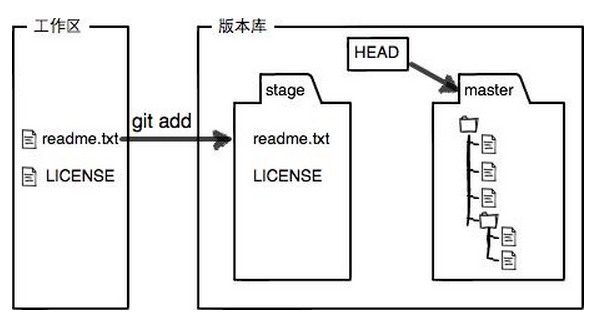 工作区
版本库
HEAD
stage
master
git add
readme.txt
readme.txt
LICENSE
LICENSE